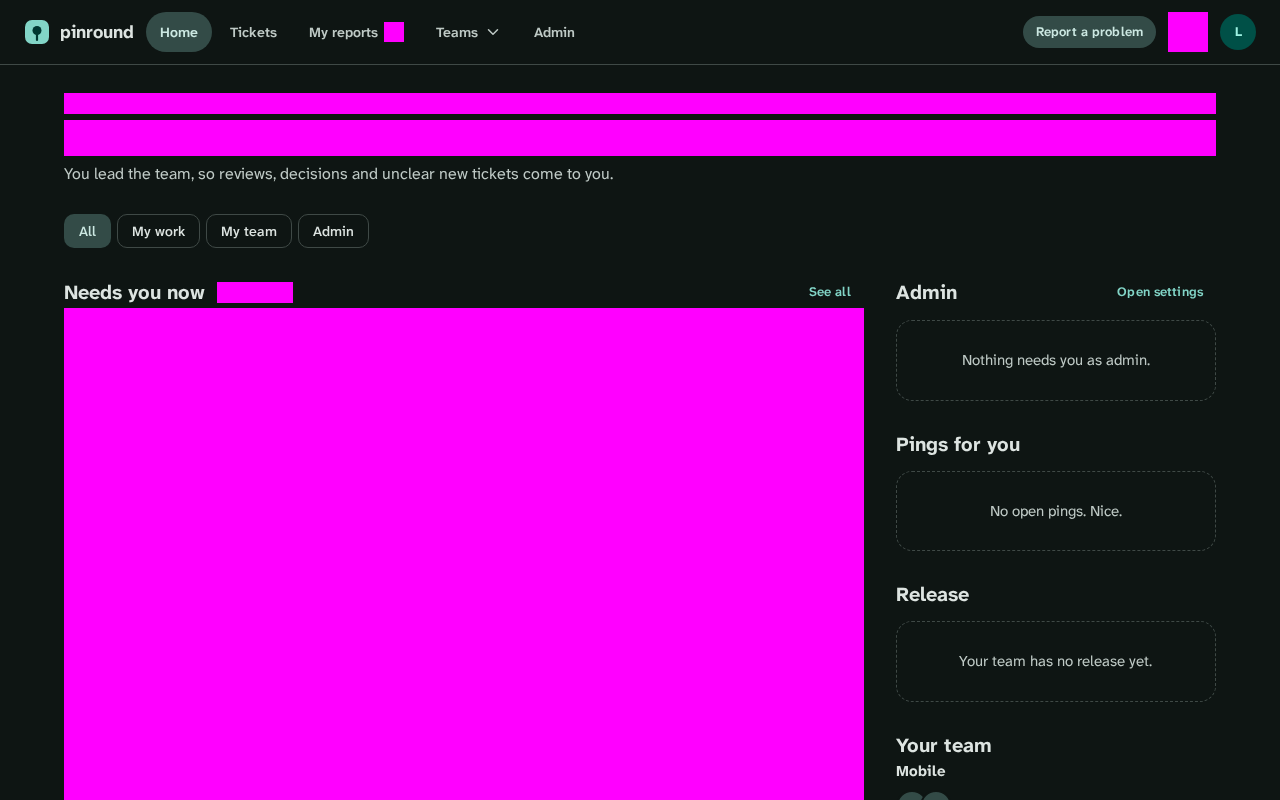 pinround
Home
Tickets
My reports
Teams
Admin
Report a problem
L
You lead the team, so reviews, decisions and unclear new tickets come to you.
All
My work
My team
Admin
Needs you now
See all
Admin
Open settings
Nothing needs you as admin.
Pings for you
No open pings. Nice.
Release
Your team has no release yet.
Your team
Mobile